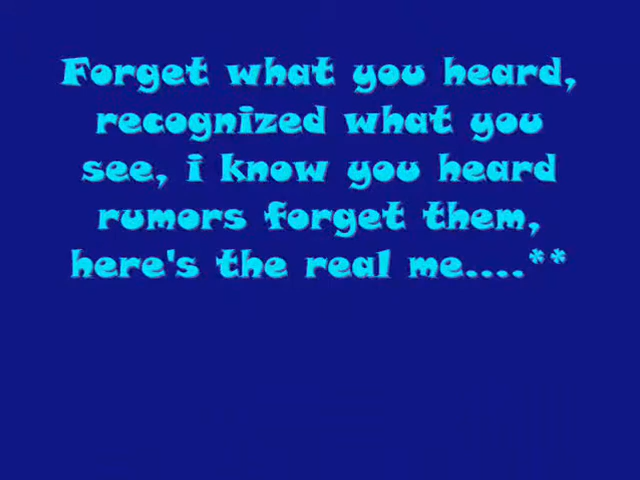 Forget what you heard,
recognized what you
see, i know you heard
rumors forget them,
here's the real me....**